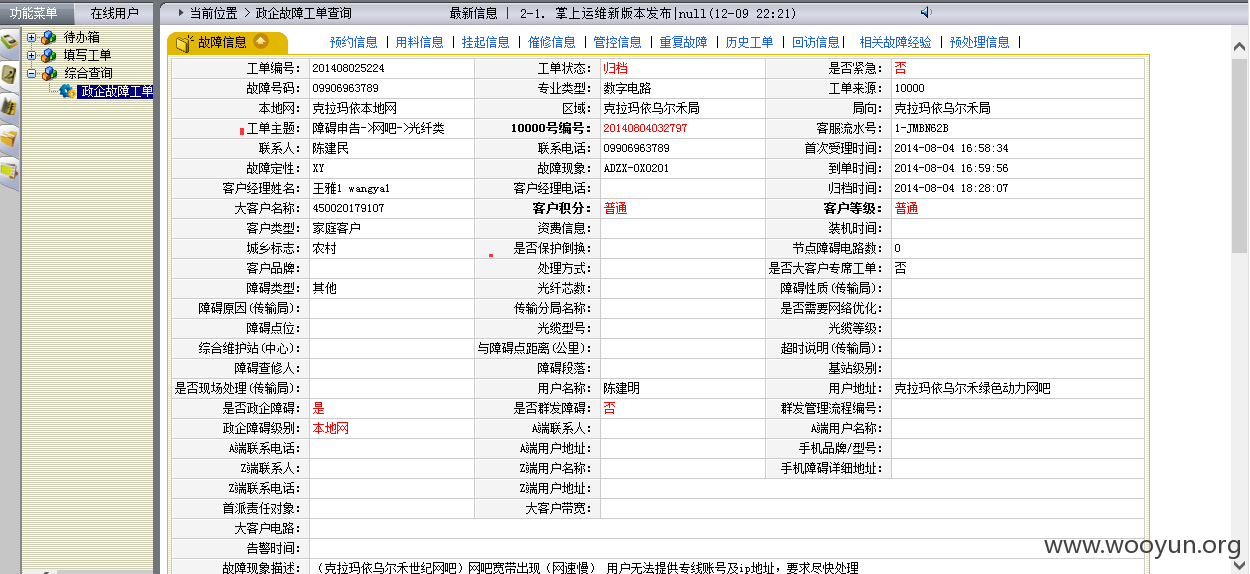 功能菜单 在线用户 当前位置 > 政企故障工单查询 最新信息 | 2-1. 掌上运维新版本发布|null(12-09 22:21)
待办箱
填写工单
综合查询
政企故障工单
故障信息 预约信息 | 用料信息 | 挂起信息 | 催修信息 | 管控信息 | 重复故障 | 历史工单 | 回访信息| 相关故障经验 | 预处理信息 |
工单编号: 201408025224 工单状态: 归档 是否紧急: 否
故障号码: 09906963789 专业类型: 数字电路 工单来源: 10000
本地网: 克拉玛依本地网 区域: 克拉玛依乌尔禾局 局向: 克拉玛依乌尔禾局
工单主题: 障碍申告->网吧->光纤类 10000号编号: 20140804032797 客服流水号: 1-JMBN62B
联系人: 陈建民 联系电话: 09906963789 首次受理时间: 2014-08-04 16:58:34
故障定性: XY 故障现象: ADZX-OX0201 到单时间: 2014-08-04 16:59:56
客户经理姓名: 王雅1 wangya1 客户经理电话: 归档时间: 2014-08-04 18:28:07
大客户名称: 450020179107 客户积分: 普通 客户等级: 普通
客户类型: 家庭客户 资费信息: 装机时间:
城乡标志: 农村 是否保护倒换: 节点障碍电路数: 0
客户品牌: 处理方式: 是否大客户专席工单: 否
障碍类型: 其他 光纤芯数: 障碍性质(传输局):
障碍原因(传输局): 传输分局名称: 是否需要网络优化:
障碍点位: 光缆型号: 光缆等级:
综合维护站(中心): 与障碍点距离(公里): 超时说明(传输局):
障碍查修人: 障碍段落: 基站级别:
是否现场处理(传输局): 用户名称: 陈建明 用户地址: 克拉玛依乌尔禾绿色动力网吧
是否政企障碍: 是 是否群发障碍: 否 群发管理流程编号:
政企障碍级别: 本地网 A端联系人: A端用户名称:
A端联系电话: A端用户地址: 手机品牌/型号:
Z端联系人: Z端用户名称: 手机障碍详细地址:
Z端联系电话: Z端用户地址:
首派责任对象: 大客户带宽:
大客户电路:
告警时间:
故障现象描述: (克拉玛依乌尔禾世纪网吧)网吧宽带出现（网速慢） 用户无法提供专线账号及ip地址，要求尽快处理
www.wooyun.org